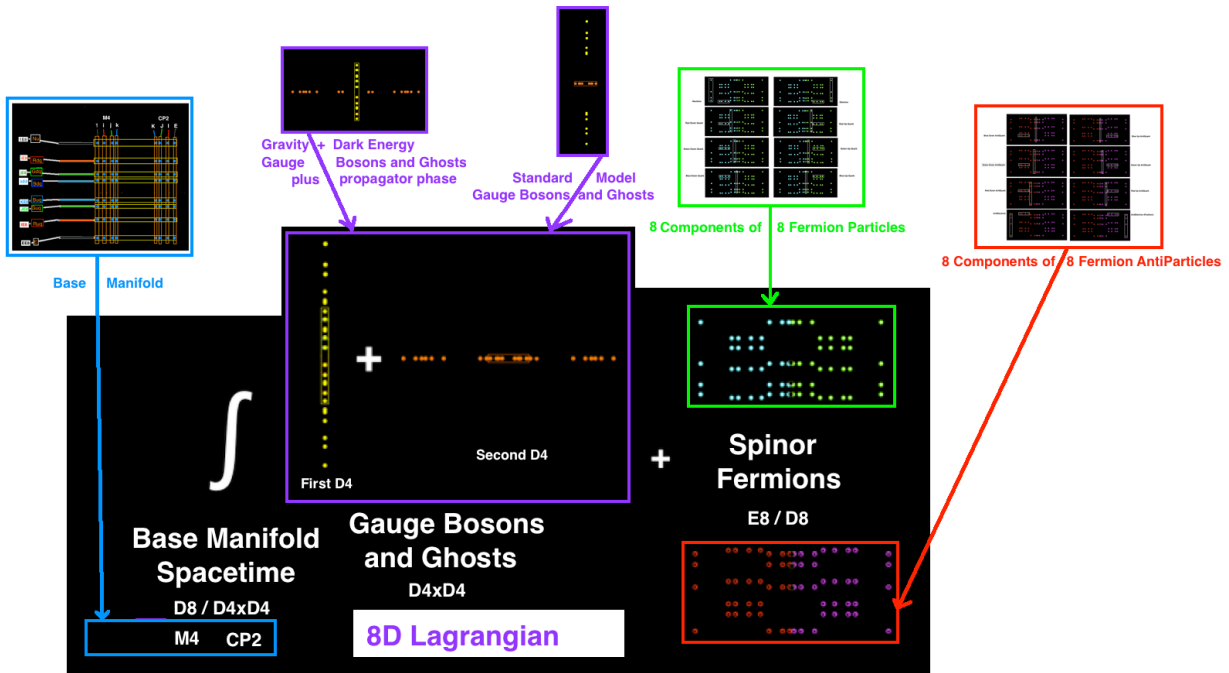 M4
CP2
1 i j k
K J I E
Gravity + Dark Energy
Gauge Bosons and Ghosts
plus propagator phase
Standard Model
Gauge Bosons and Ghosts
8 Components of 8 Fermion Particles
8 Components of 8 Fermion AntiParticles
Base Manifold
∫
+
First D4
Second D4
+
Spinor
Fermions
E8 / D8
Base Manifold
Spacetime
D8 / D4xD4
M4 CP2
Gauge Bosons
and Ghosts
D4xD4
8D Lagrangian